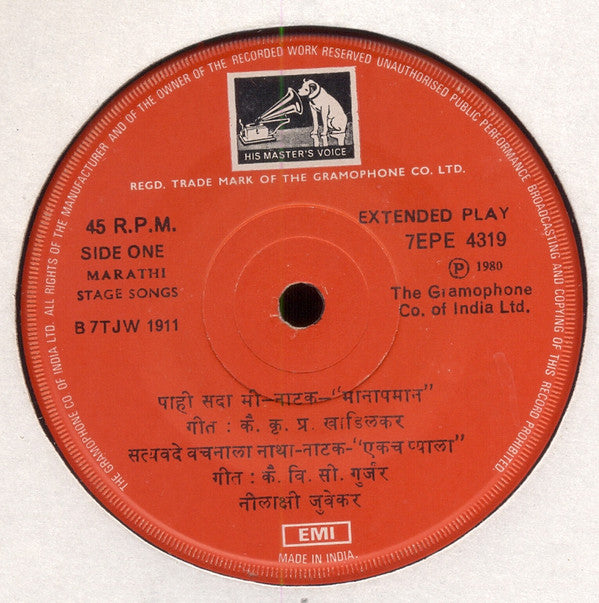 THE GRAMOPHONE CO. OF INDIA LTD. ALL RIGHTS OF THE MANUFACTURER AND OF THE OWNER OF THE RECORDED WORK RESERVED UNAUTHORISED PUBLIC PERFORMANCE BROADCASTING AND COPYING OF THIS RECORD PROHIBITED
HIS MASTER'S VOICE
REGD. TRADE MARK OF THE GRAMOPHONE CO. LTD.
45 R.P.M.
SIDE ONE
MARATHI
STAGE SONGS
B7TJW 1911
EXTENDED PLAY
7EPE 4319
Ⓟ 1980
The Gramophone
Co. of India Ltd.
पाही सदा मी-नाटक-"मानापमान"
गीत : कै. कृ. प्र. खाडिलकर
सत्यवदे वचनाला नाथा-नाटक-"एकच प्याला"
गीत : कै. वि. सी. गुर्जर
नीलाक्षी जुवेकर
EMI
MADE IN INDIA.